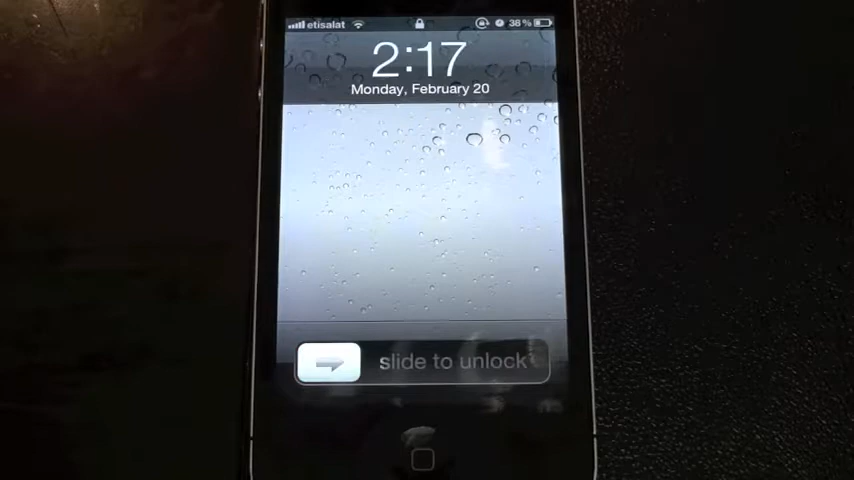 etisalat 38%
2:17
Monday, February 20
slide to unlock